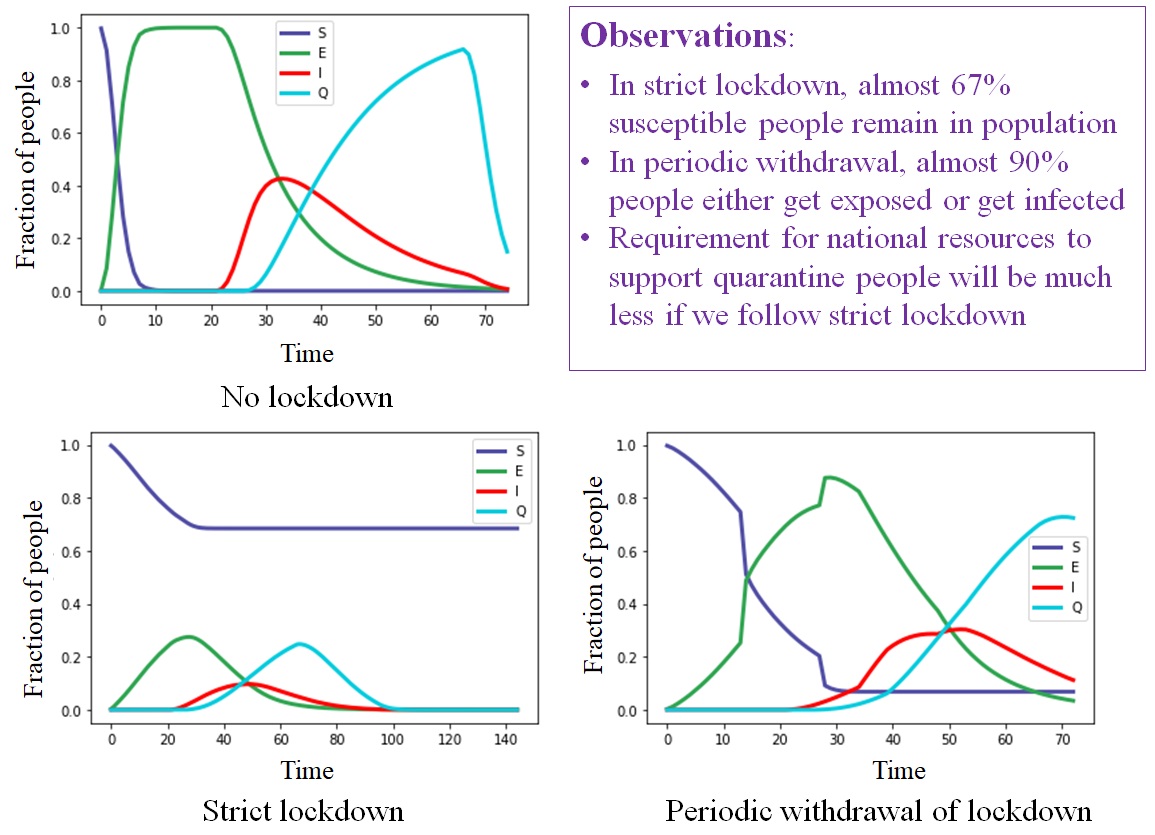 1.0
0.8
0.6
0.4
0.2
0.0
Fraction of people
S
E
I
Q
0 10 20 30 40 50 60 70
Time
No lockdown
Observations:
• In strict lockdown, almost 67%
susceptible people remain in population
• In periodic withdrawal, almost 90%
people either get exposed or get infected
• Requirement for national resources to
support quarantine people will be much
less if we follow strict lockdown
1.0
0.8
0.6
0.4
0.2
0.0
Fraction of people
S
E
I
Q
0 20 40 60 80 100 120 140
Time
Strict lockdown
1.0
0.8
0.6
0.4
0.2
0.0
Fraction of people
S
E
I
Q
0 10 20 30 40 50 60 70
Time
Periodic withdrawal of lockdown